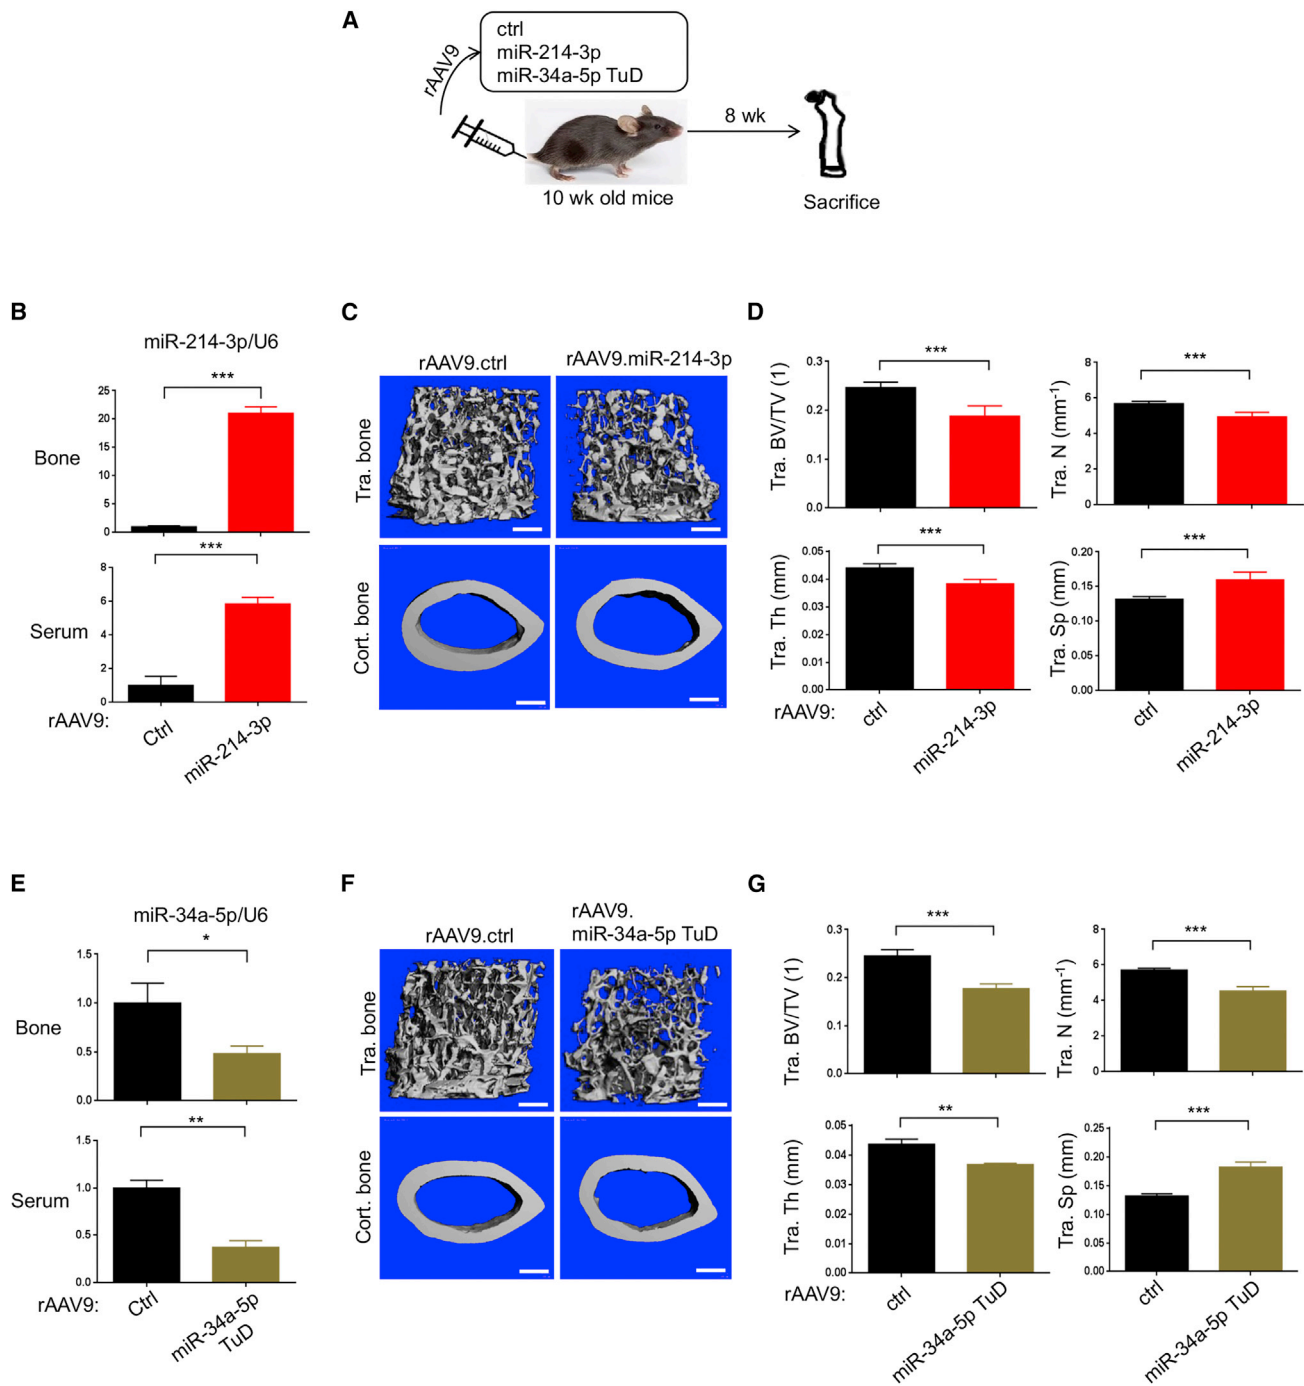 A
rAAV9
ctrl
miR-214-3p
miR-34a-5p TuD
8 wk
10 wk old mice
Sacrifice
B
miR-214-3p/U6
Bone
25
20
15
10
5
0
***
Serum
8
6
4
2
0
***
rAAV9:
Ctrl
miR-214-3p
C
rAAV9.ctrl
rAAV9.miR-214-3p
Tra. bone
Cort. bone
D
Tra. BV/TV (1)
0.3
0.2
0.1
0.0
***
Tra. N (mm-1)
8
6
4
2
0
***
Tra. Th (mm)
0.05
0.04
0.03
0.02
0.01
0.00
***
Tra. Sp (mm)
0.20
0.15
0.10
0.05
0.00
***
rAAV9:
ctrl
miR-214-3p
ctrl
miR-214-3p
E
miR-34a-5p/U6
Bone
1.5
1.0
0.5
0.0
*
Serum
1.5
1.0
0.5
0.0
**
rAAV9:
Ctrl
miR-34a-5p
TuD
F
rAAV9.ctrl
rAAV9.
miR-34a-5p TuD
Tra. bone
Cort. bone
G
Tra. BV/TV (1)
0.3
0.2
0.1
0.3
***
Tra. N (mm-1)
8
6
4
2
0
***
Tra. Th (mm)
0.05
0.04
0.03
0.02
0.01
0.00
**
Tra. Sp (mm)
0.25
0.20
0.15
0.10
0.05
0.00
***
rAAV9:
ctrl
miR-34a-5p TuD
ctrl
miR-34a-5p TuD